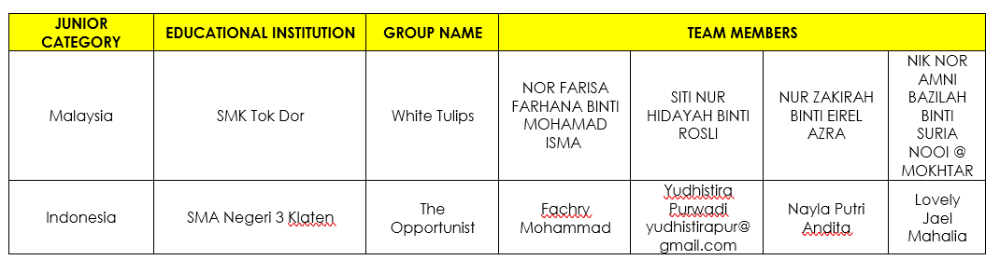 JUNIOR
CATEGORY
EDUCATIONAL INSTITUTION
GROUP NAME
TEAM MEMBERS
Malaysia
SMK Tok Dor
White Tulips
NOR FARISA
FARHANA BINTI
MOHAMAD
ISMA
SITI NUR
HIDAYAH BINTI
ROSLI
NUR ZAKIRAH
BINTI EIREL
AZRA
NIK NOR
AMNI
BAZILAH
BINTI
SURIA
NOOI @
MOKHTAR
Indonesia
SMA Negeri 3 Klaten
The
Opportunist
Fachry
Mohammad
Yudhistira
Purwadi
yudhistirapur@
gmail.com
Nayla Putri
Andita
Lovely
Jael
Mahalia